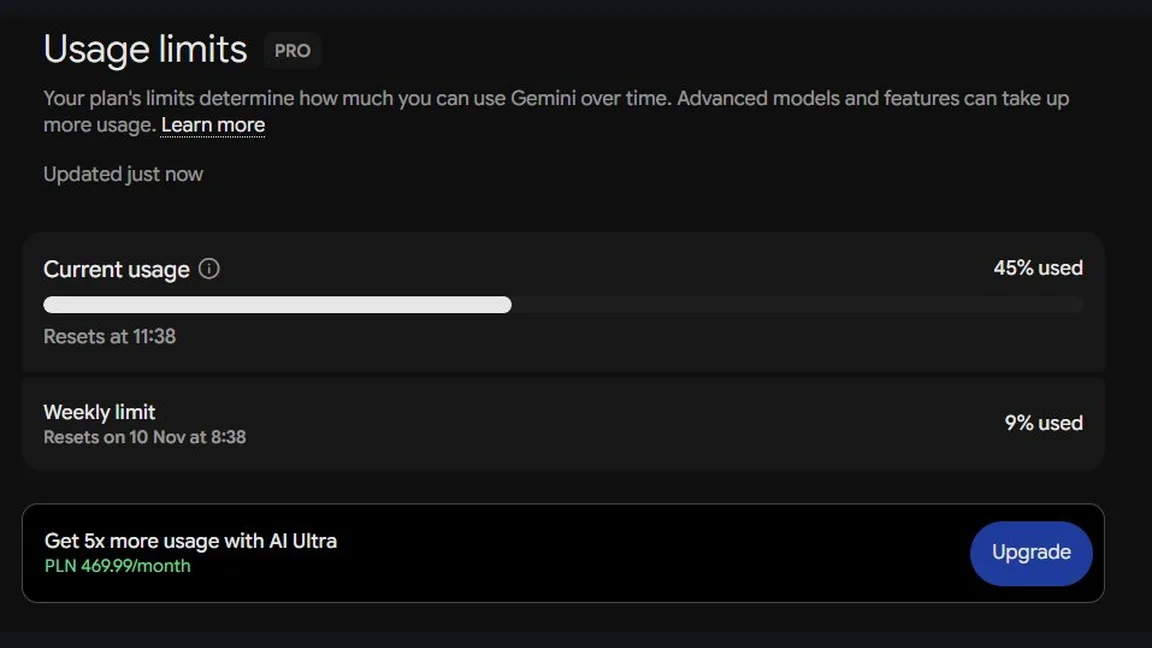 Usage limits PRO
Your plan's limits determine how much you can use Gemini over time. Advanced models and features can take up
more usage. Learn more
Updated just now
Current usage
45% used
Resets at 11:38
Weekly limit
Resets on 10 Nov at 8:38
9% used
Get 5x more usage with AI Ultra
PLN 469.99/month
Upgrade